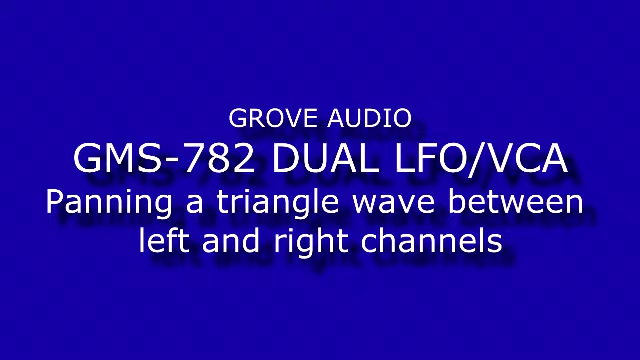 GROVE AUDIO
GMS-782 DUAL LFO/VCA
Panning a triangle wave between
left and right channels